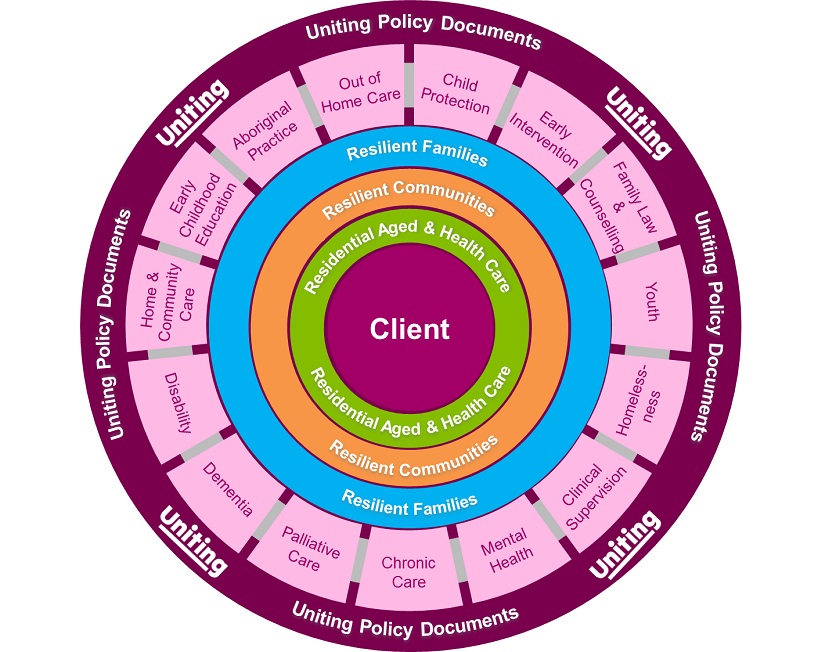 Uniting Policy Documents
Uniting
Uniting
Uniting Policy Documents
Uniting Policy Documents
Out of
Home Care
Child
Protection
Early
Intervention
Family Law
&
Counselling
Youth
Homeless-
ness
Clinical
Supervision
Mental
Health
Chronic
Care
Palliative
Care
Dementia
Disability
Home &
Community
Care
Early
Childhood
Education
Aboriginal
Practice
Resilient Families
Resilient Communities
Residential Aged & Health Care
Client
Residential Aged & Health Care
Resilient Communities
Resilient Families
Uniting
Uniting
Uniting Policy Documents